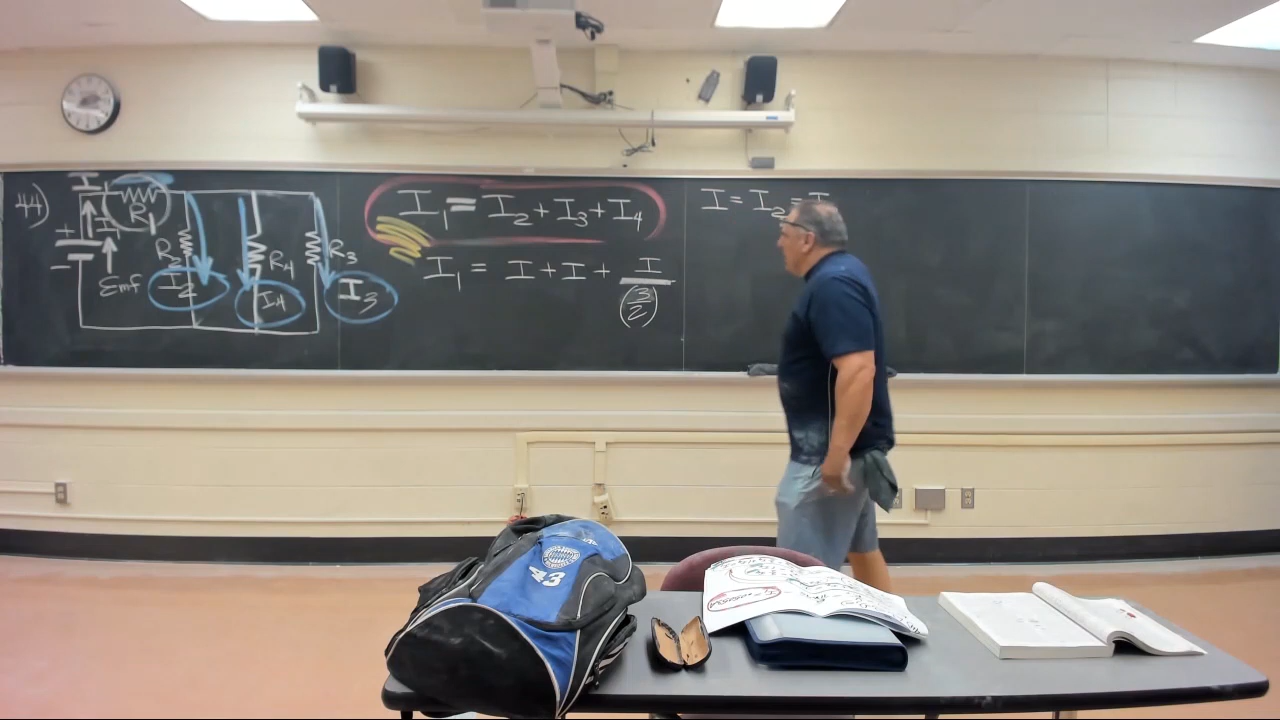 44)
I
R₁
I₁
+
-
Emf
R₂
I₂
R₄
I₄
R₃
I₃
I₁ = I₂+I₃+I₄
I₁ = I + I + I/(3/2)
I = I₂ = I
43